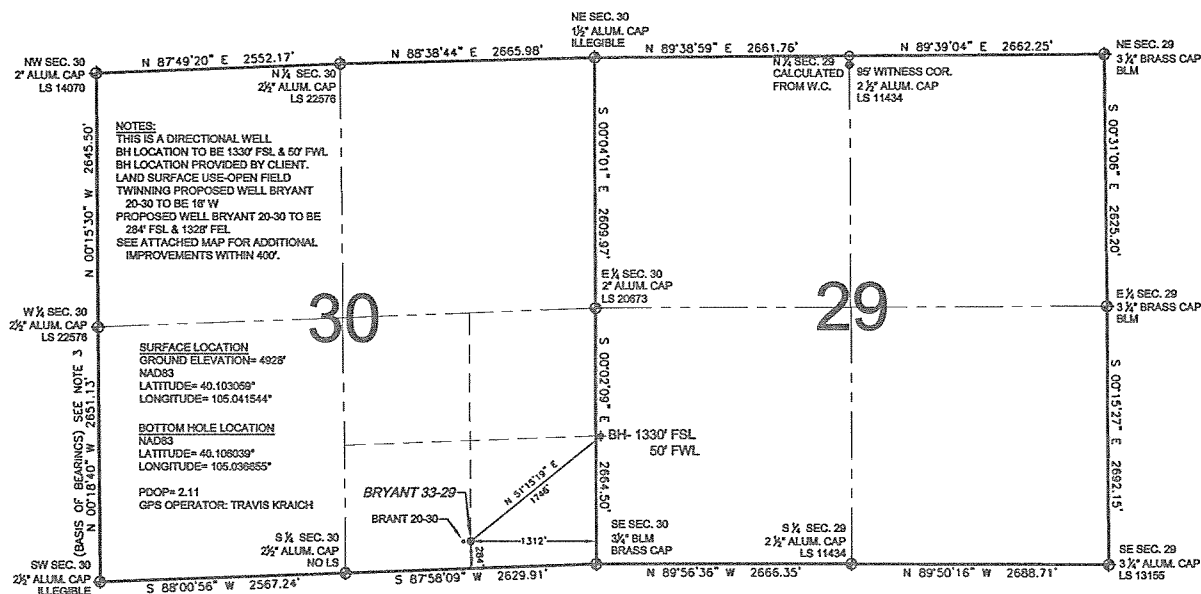 NE SEC. 30
1½" ALUM. CAP
ILLEGIBLE
NW SEC. 30
2" ALUM. CAP
LS 14070
N 87°49'20" E 2552.17'
N 88°38'44" E 2665.98'
N 89°38'59" E 2661.76'
N 89°39'04" E 2662.25'
NE SEC. 29
3¼" BRASS CAP
BLM
N ¼ SEC. 30
2½" ALUM. CAP
LS 22576
N ¼ SEC. 29
CALCULATED
FROM W.C.
95' WITNESS COR.
2 ½" ALUM. CAP
LS 11434
NOTES:
THIS IS A DIRECTIONAL WELL
BH LOCATION TO BE 1330' FSL & 50' FWL
BH LOCATION PROVIDED BY CLIENT.
LAND SURFACE USE-OPEN FIELD
TWINNING PROPOSED WELL BRYANT
20-30 TO BE 16' W
PROPOSED WELL BRYANT 20-30 TO BE
284' FSL & 1328' FEL
SEE ATTACHED MAP FOR ADDITIONAL
IMPROVEMENTS WITHIN 400'.
N 00°15'30" W 2645.50'
S 00°04'01" E 2609.97'
S 00°31'06" E 2625.20'
W ¼ SEC. 30
2½" ALUM. CAP
LS 22576
30
E ¼ SEC. 30
2" ALUM. CAP
LS 20673
29
E ¼ SEC. 29
3¼" BRASS CAP
BLM
SURFACE LOCATION
GROUND ELEVATION= 4926'
NAD83
LATITUDE= 40.103059°
LONGITUDE= 105.041544°
BOTTOM HOLE LOCATION
NAD83
LATITUDE= 40.106039°
LONGITUDE= 105.036655°
PDOP= 2.11
GPS OPERATOR: TRAVIS KRAICH
(BASIS OF BEARINGS) SEE NOTE 3
N 00°18'40" W 2651.13'
S 00°02'09" E 2664.50'
S 00°15'27" E 2692.15'
BH- 1330' FSL
50' FWL
N 51°15'19" E
1746'
BRYANT 33-29
BRANT 20-30
1312'
284'
SW SEC. 30
2½" ALUM. CAP
ILLEGIBLE
S ¼ SEC. 30
2½" ALUM. CAP
NO LS
SE SEC. 30
3¼" BLM
BRASS CAP
S ¼ SEC. 29
2 ½" ALUM. CAP
LS 11434
SE SEC. 29
3 ¼" ALUM. CAP
LS 13155
S 88°00'56" W 2567.24'
S 87°58'09" W 2629.91'
N 89°56'36" W 2666.35'
N 89°50'16" W 2688.71'